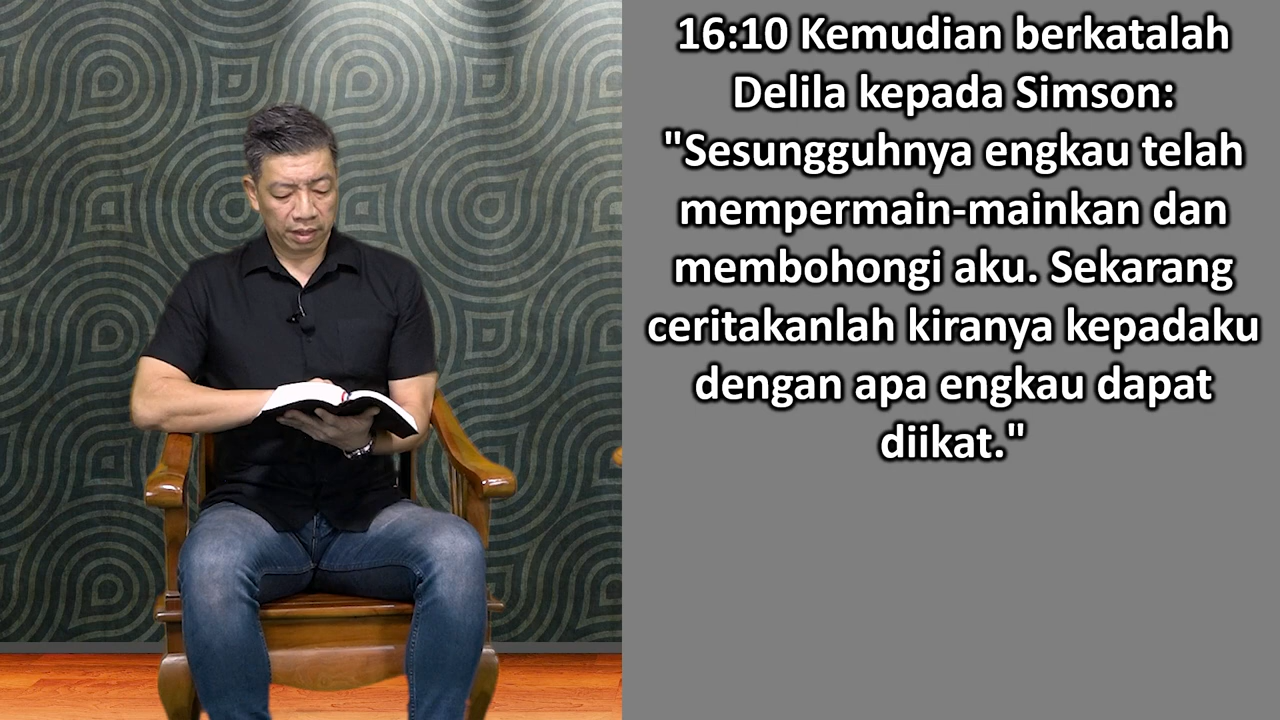 16:10 Kemudian berkatalah
Delila kepada Simson:
"Sesungguhnya engkau telah
mempermain-mainkan dan
membohongi aku. Sekarang
ceritakanlah kiranya kepadaku
dengan apa engkau dapat
diikat."